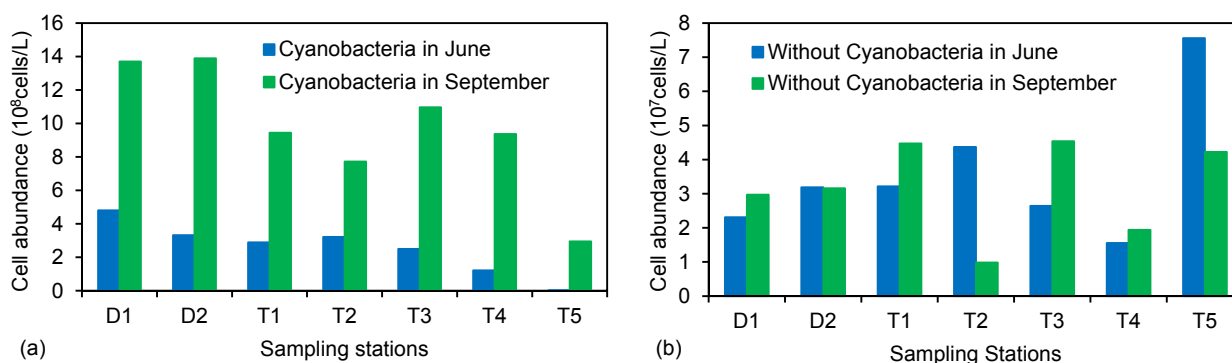 Cell abundance (10⁸cells/L)
16
14
12
10
8
6
4
2
0
Cyanobacteria in June
Cyanobacteria in September
D1 D2 T1 T2 T3 T4 T5
(a) Sampling stations
Cell abundance (10⁷cells/L)
8
7
6
5
4
3
2
1
0
Without Cyanobacteria in June
Without Cyanobacteria in September
D1 D2 T1 T2 T3 T4 T5
(b) Sampling Stations